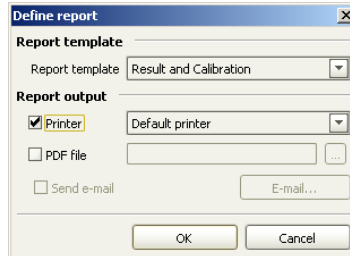 Define report
Report template
Report template Result and Calibration
Report output
Printer Default printer
PDF file ...
Send e-mail E-mail...
OK Cancel